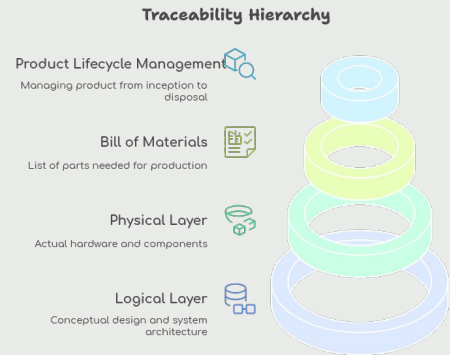 Traceability Hierarchy
Product Lifecycle Management
Managing product from inception to
disposal
Bill of Materials
List of parts needed for production
Physical Layer
Actual hardware and components
Logical Layer
Conceptual design and system
architecture